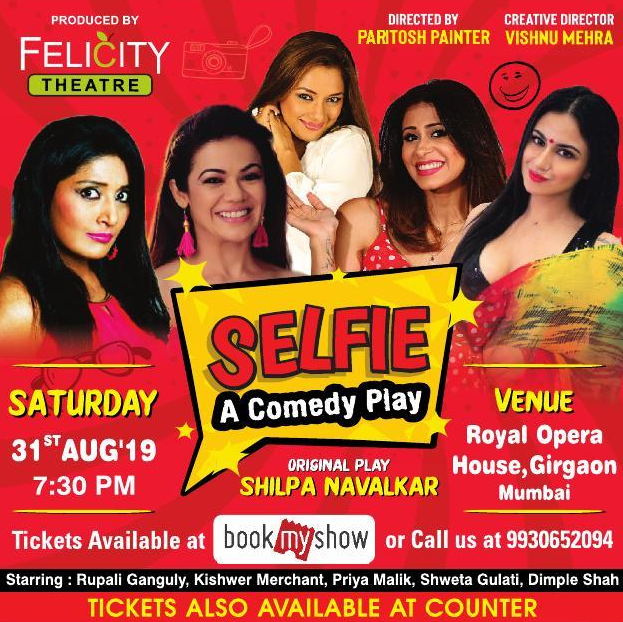 PRODUCED BY
FELICITY
THEATRE
DIRECTED BY
PARITOSH PAINTER
CREATIVE DIRECTOR
VISHNU MEHRA
SELFIE
A Comedy Play
ORIGINAL PLAY
SHILPA NAVALKAR
SATURDAY
31ST AUG'19
7:30 PM
VENUE
Royal Opera
House,Girgaon
Mumbai
Tickets Available at bookmyshow or Call us at 9930652094
Starring : Rupali Ganguly, Kishwer Merchant, Priya Malik, Shweta Gulati, Dimple Shah
TICKETS ALSO AVAILABLE AT COUNTER